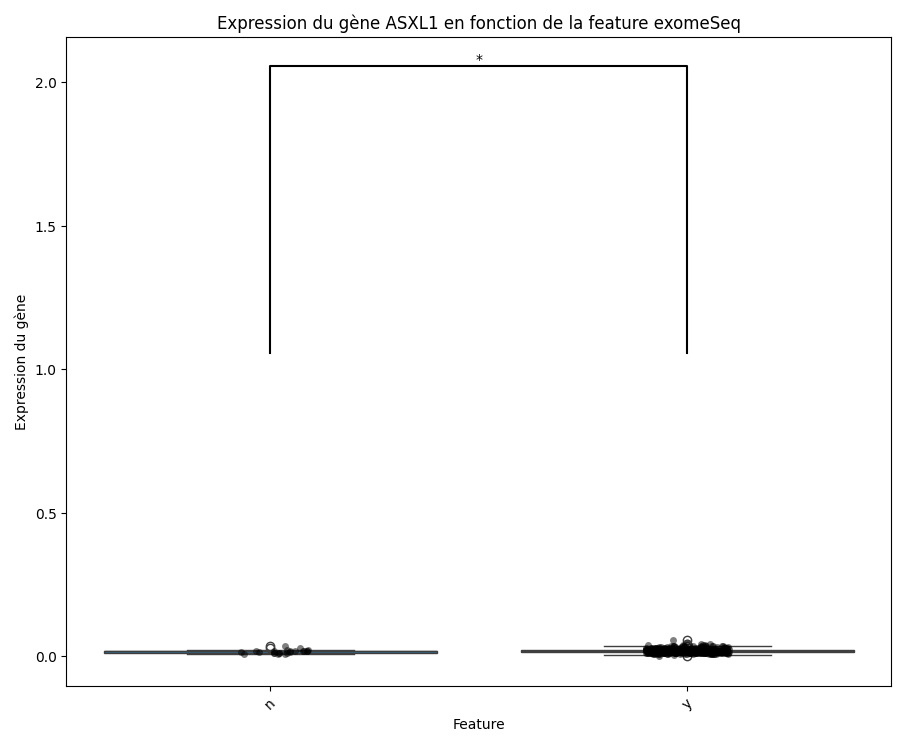 Expression du gène ASXL1 en fonction de la feature exomeSeq
*
2.0
1.5
1.0
0.5
0.0
Expression du gène
n
y
Feature